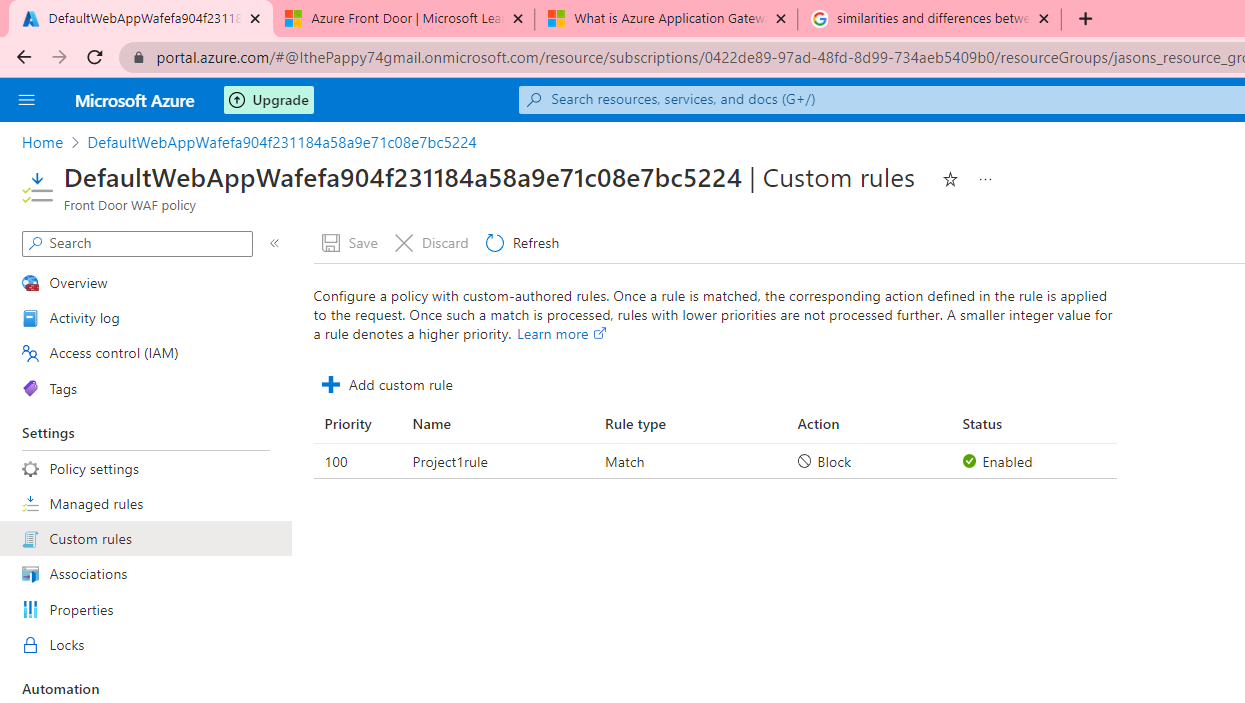 DefaultWebAppWafefa904f23118
Azure Front Door | Microsoft Lea
What is Azure Application Gatew
similarities and differences betwe
portal.azure.com/#@IthePappy74gmail.onmicrosoft.com/resource/subscriptions/0422de89-97ad-48fd-8d99-734aeb5409b0/resourceGroups/jasons_resource_gro
Microsoft Azure
Upgrade
Search resources, services, and docs (G+/)
Home > DefaultWebAppWafefa904f231184a58a9e71c08e7bc5224
DefaultWebAppWafefa904f231184a58a9e71c08e7bc5224 | Custom rules
Front Door WAF policy
Search
Save Discard Refresh
Overview
Activity log
Access control (IAM)
Tags
Settings
Policy settings
Managed rules
Custom rules
Associations
Properties
Locks
Automation
Configure a policy with custom-authored rules. Once a rule is matched, the corresponding action defined in the rule is applied
to the request. Once such a match is processed, rules with lower priorities are not processed further. A smaller integer value for
a rule denotes a higher priority. Learn more
Add custom rule
Priority Name Rule type Action Status
100 Project1rule Match Block Enabled